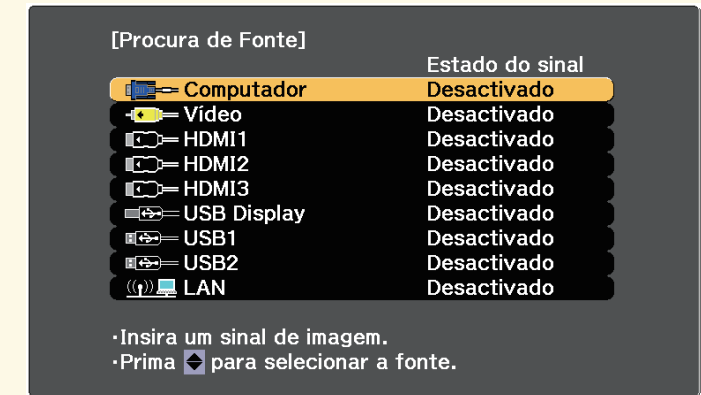 [Procura de Fonte]
Estado do sinal
Computador Desactivado
Vídeo Desactivado
HDMI1 Desactivado
HDMI2 Desactivado
HDMI3 Desactivado
USB Display Desactivado
USB1 Desactivado
USB2 Desactivado
LAN Desactivado
·Insira um sinal de imagem.
·Prima para selecionar a fonte.